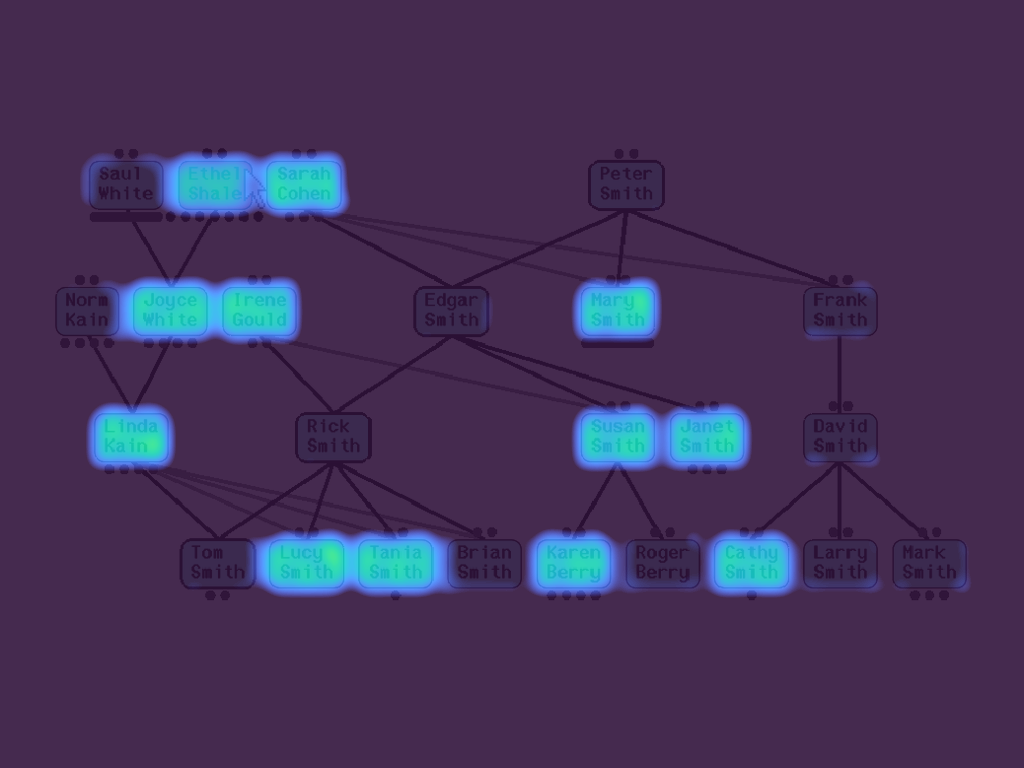 Saul
White
Ethel
Shale
Sarah
Cohen
Peter
Smith
Norm
Kain
Joyce
White
Irene
Gould
Edgar
Smith
Mary
Smith
Frank
Smith
Linda
Kain
Rick
Smith
Susan
Smith
Janet
Smith
David
Smith
Tom
Smith
Lucy
Smith
Tania
Smith
Brian
Smith
Karen
Berry
Roger
Berry
Cathy
Smith
Larry
Smith
Mark
Smith